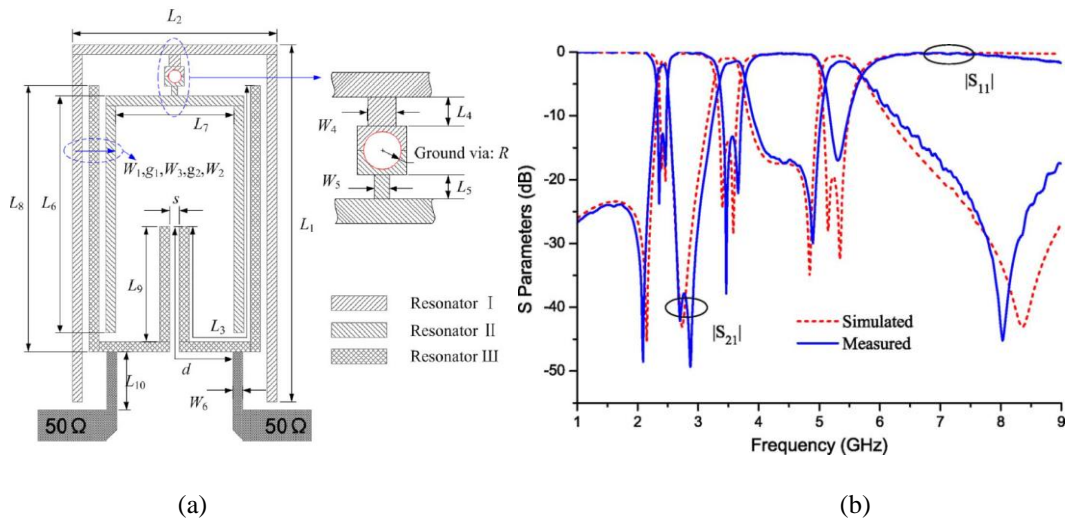 (a)
L2
L8
L6
W1,g1,W3,g2,W2
L7
s
L9
L3
d
L10
W6
50 Ω
50 Ω
L1
W4
L4
Ground via: R
W5
L5
Resonator I
Resonator II
Resonator III
(b)
0
-10
-20
-30
-40
-50
S Parameters (dB)
|S11|
|S21|
Simulated
Measured
1 2 3 4 5 6 7 8 9
Frequency (GHz)
(a) (b)